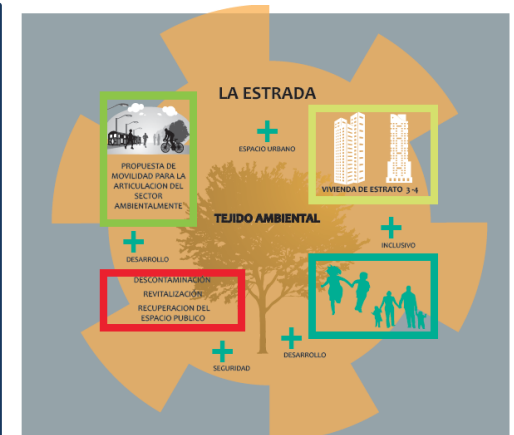 LA ESTRADA
ESPACIO URBANO
PROPUESTA DE
MOVILIDAD PARA LA
ARTICULACION DEL
SECTOR
AMBIENTALMENTE
VIVIENDA DE ESTRATO 3 -4
TEJIDO AMBIENTAL
INCLUSIVO
DESARROLLO
DESCONTAMINACION
REVITALIZACIÓN
RECUPERACION DEL
ESPACIO PUBLICO
DESARROLLO
SEGURIDAD